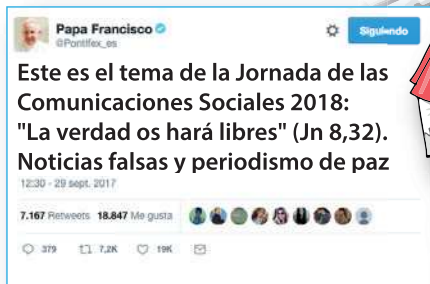 Papa Francisco
@Pontifex_es
Siguiendo
Este es el tema de la Jornada de las
Comunicaciones Sociales 2018:
"La verdad os hará libres" (Jn 8,32).
Noticias falsas y periodismo de paz
12:30 - 29 sept. 2017
7.167 Retweets 18.847 Me gusta
379 7,2K 19K